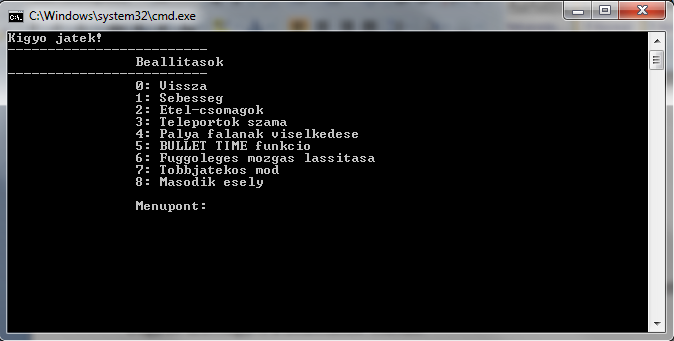 C:\Windows\system32\cmd.exe
Kigyo jatek!
-------------------------
Beallitasok
-------------------------
0: Vissza
1: Sebesseg
2: Etel-csomagok
3: Teleportok szama
4: Palya falanak viselkedese
5: BULLET TIME funkcio
6: Fuggoleges mozgas lassitasa
7: Tobbjatekos mod
8: Masodik esely
Menupont: